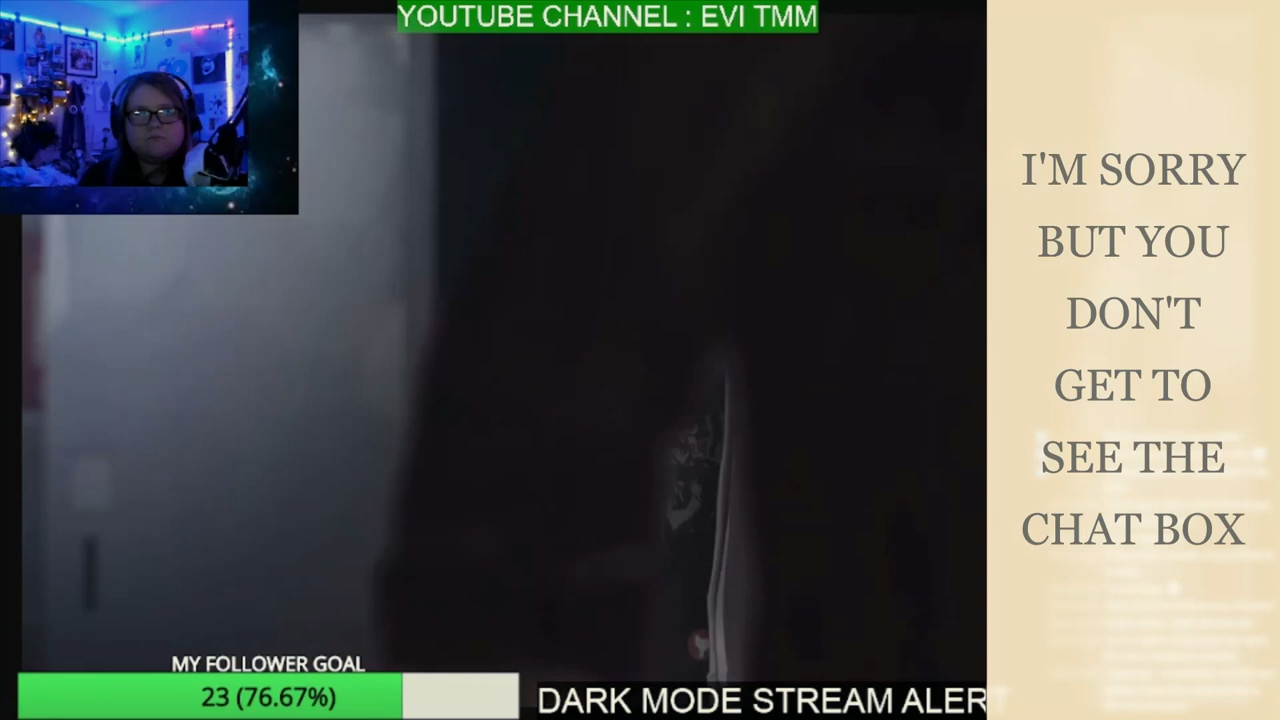 YOUTUBE CHANNEL : EVI TMM
I'M SORRY
BUT YOU
DON'T
GET TO
SEE THE
CHAT BOX
MY FOLLOWER GOAL
23 (76.67%)
DARK MODE STREAM ALERT